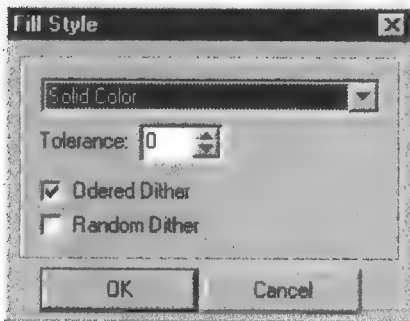 Fill Style
Solid Color
Tolerance: 0
Odered Dither
Random Dither
OK Cancel